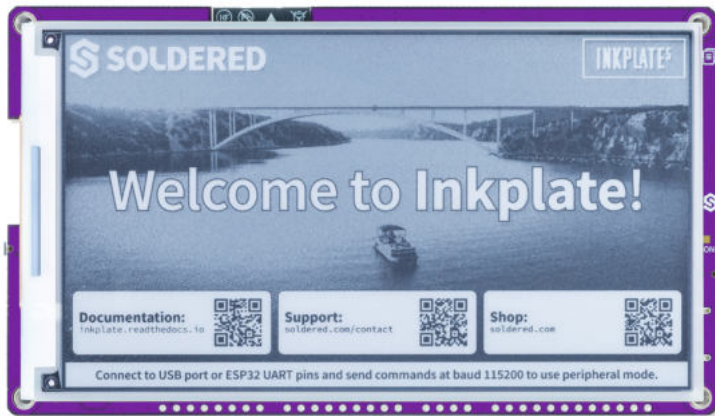 SOLDERED
INKPLATE5
Welcome to Inkplate!
Documentation:
inkplate.readthedocs.io
Support:
soldered.com/contact
Shop:
soldered.com
Connect to USB port or ESP32 UART pins and send commands at baud 115200 to use peripheral mode.
ON